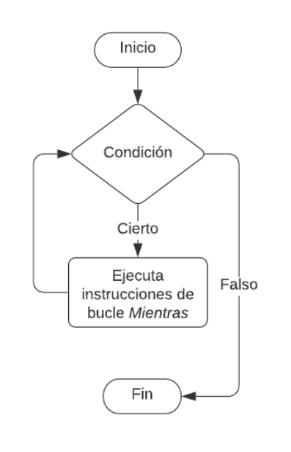 Inicio
Condición
Cierto
Ejecuta
instrucciones de
bucle Mientras
Falso
Fin